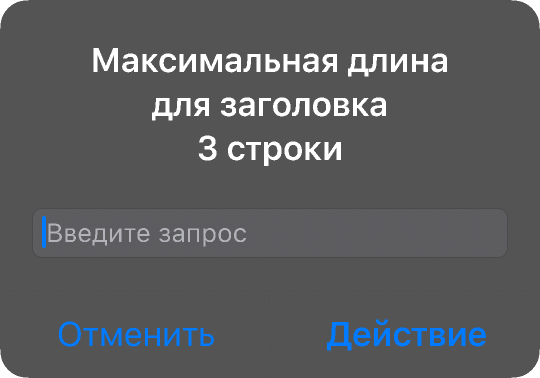 Максимальная длина
для заголовка
3 строки
Введите запрос
Отменить Действие